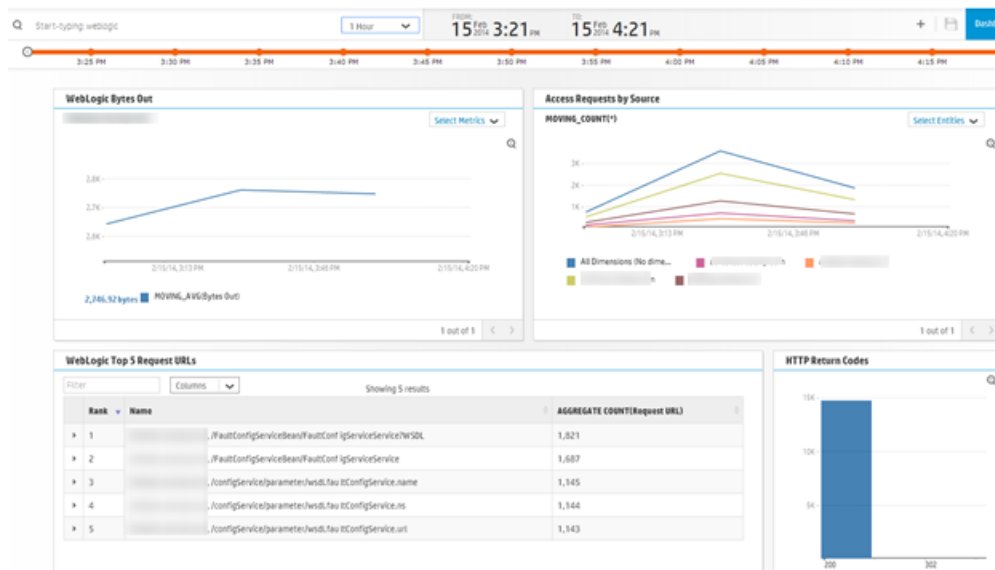 Start-typing weblogic
1 Hour
FROM:
15 Feb 2014 3:21 PM
TO:
15 Feb 2014 4:21 PM
+
Dashb
3:25 PM 3:30 PM 3:35 PM 3:40 PM 3:45 PM 3:50 PM 3:55 PM 4:00 PM 4:05 PM 4:10 PM 4:15 PM
WebLogic Bytes Out
Select Metrics
2.8K
2.7K
2.6K
2/15/14, 3:13 PM 2/15/14, 3:46 PM 2/15/14, 4:20 PM
2,746.92 bytes MOVING_AVG(Bytes Out)
1 out of 1
Access Requests by Source
MOVING_COUNT(*)
Select Entities
3K
2K
1K
2/15/14, 3:13 PM 2/15/14, 3:46 PM 2/15/14, 4:20 PM
All Dimensions (No dime...
1 out of 1
WebLogic Top 5 Request URLs
Filter Columns Showing 5 results
Rank Name AGGREGATE COUNT(Request URL)
1 /FaultConfigServiceBean/FaultConfigServiceService?WSDL 1,821
2 /FaultConfigServiceBean/FaultConfigServiceService 1,687
3 /configService/parameter/wsdl.faultConfigService.name 1,145
4 /configService/parameter/wsdl.faultConfigService.ns 1,144
5 /configService/parameter/wsdl.faultConfigService.url 1,143
HTTP Return Codes
15K
10K
5K
200 302